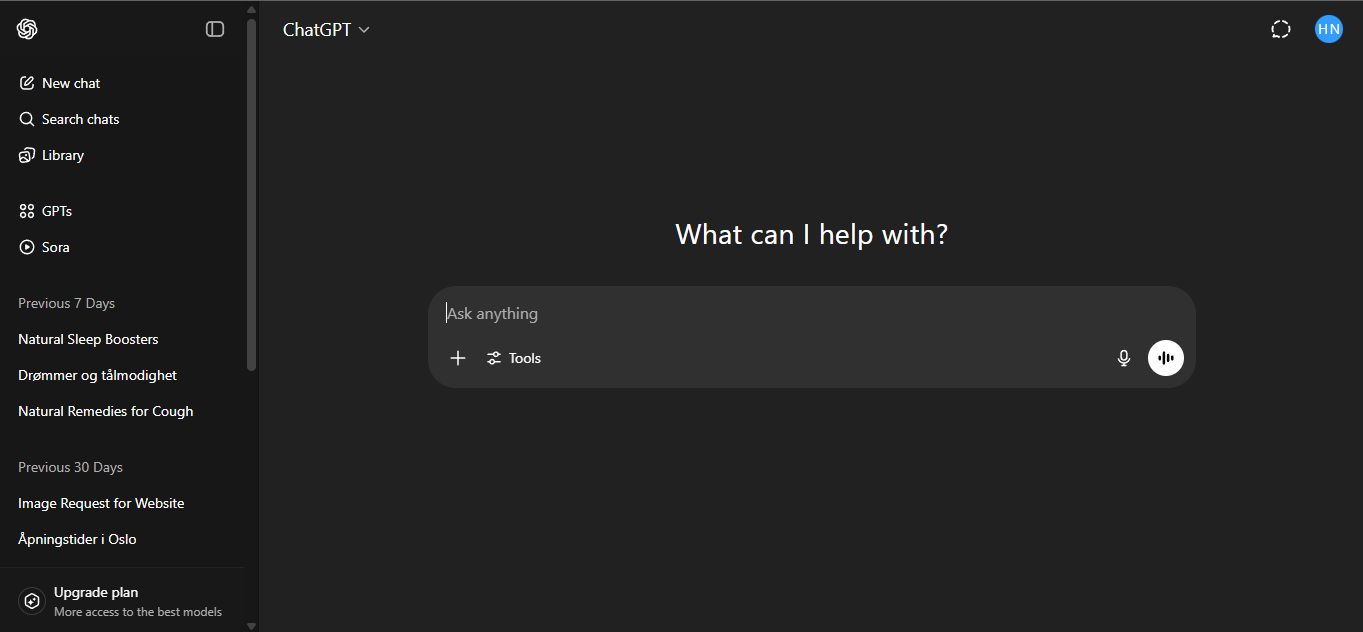 ChatGPT
HN
New chat
Search chats
Library
GPTs
Sora
Previous 7 Days
Natural Sleep Boosters
Drømmer og tålmodighet
Natural Remedies for Cough
Previous 30 Days
Image Request for Website
Åpningstider i Oslo
Upgrade plan
More access to the best models
What can I help with?
Ask anything
Tools